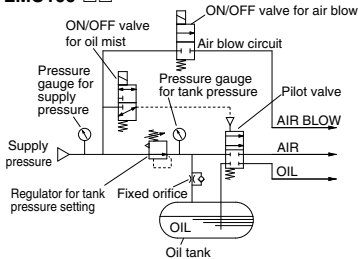 ON/OFF valve for air blow
ON/OFF valve
for oil mist
Air blow circuit
Pressure
gauge for
supply
pressure
Pressure gauge
for tank pressure
Pilot valve
AIR BLOW
Supply
pressure
AIR
OIL
Regulator for tank
pressure setting
Fixed orifice
OIL
Oil tank